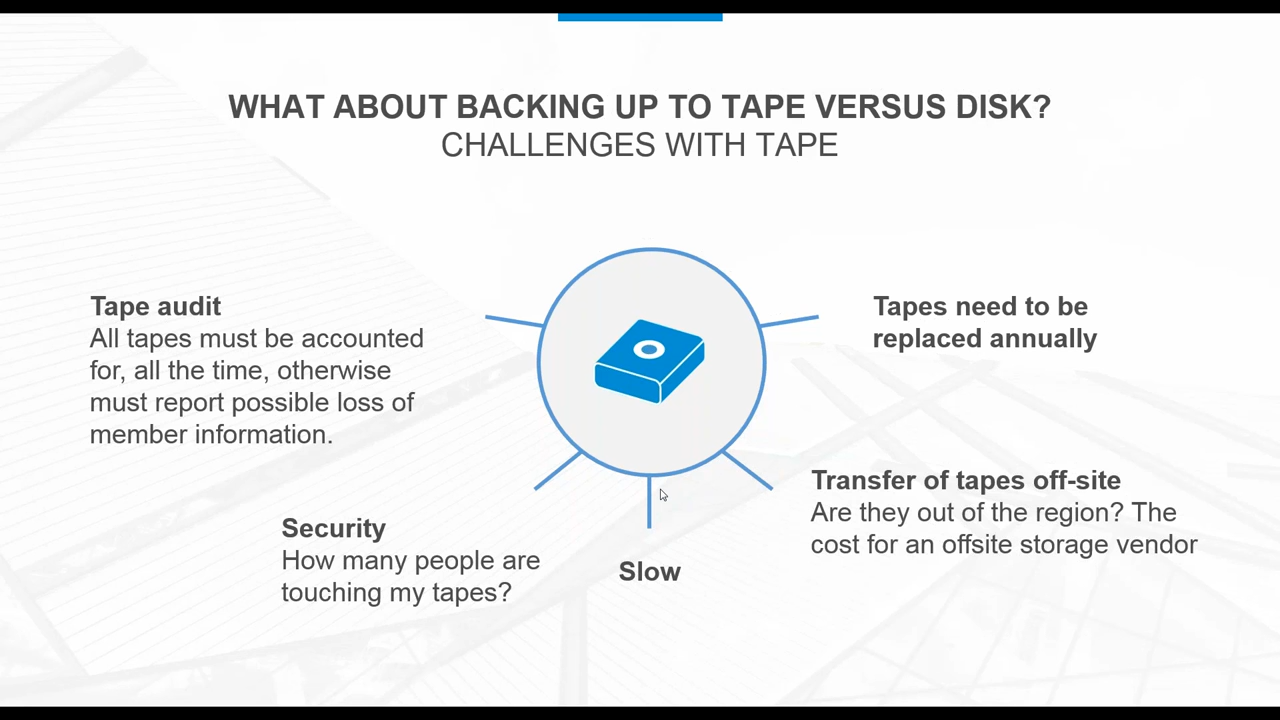 WHAT ABOUT BACKING UP TO TAPE VERSUS DISK?
CHALLENGES WITH TAPE
Tape audit
All tapes must be accounted
for, all the time, otherwise
must report possible loss of
member information.
Security
How many people are
touching my tapes?
Slow
Tapes need to be
replaced annually
Transfer of tapes off-site
Are they out of the region? The
cost for an offsite storage vendor